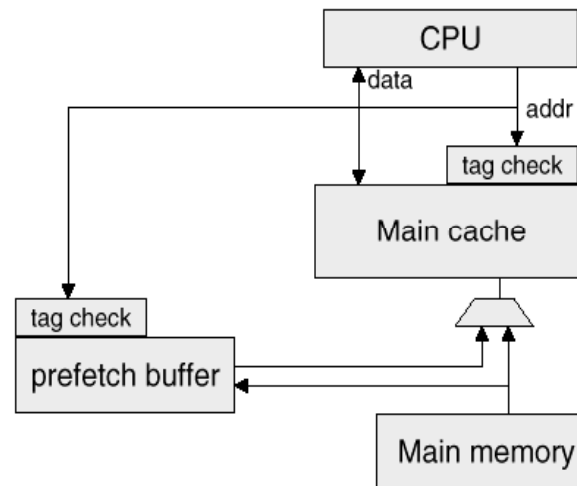 CPU
data
addr
tag check
Main cache
tag check
prefetch buffer
Main memory